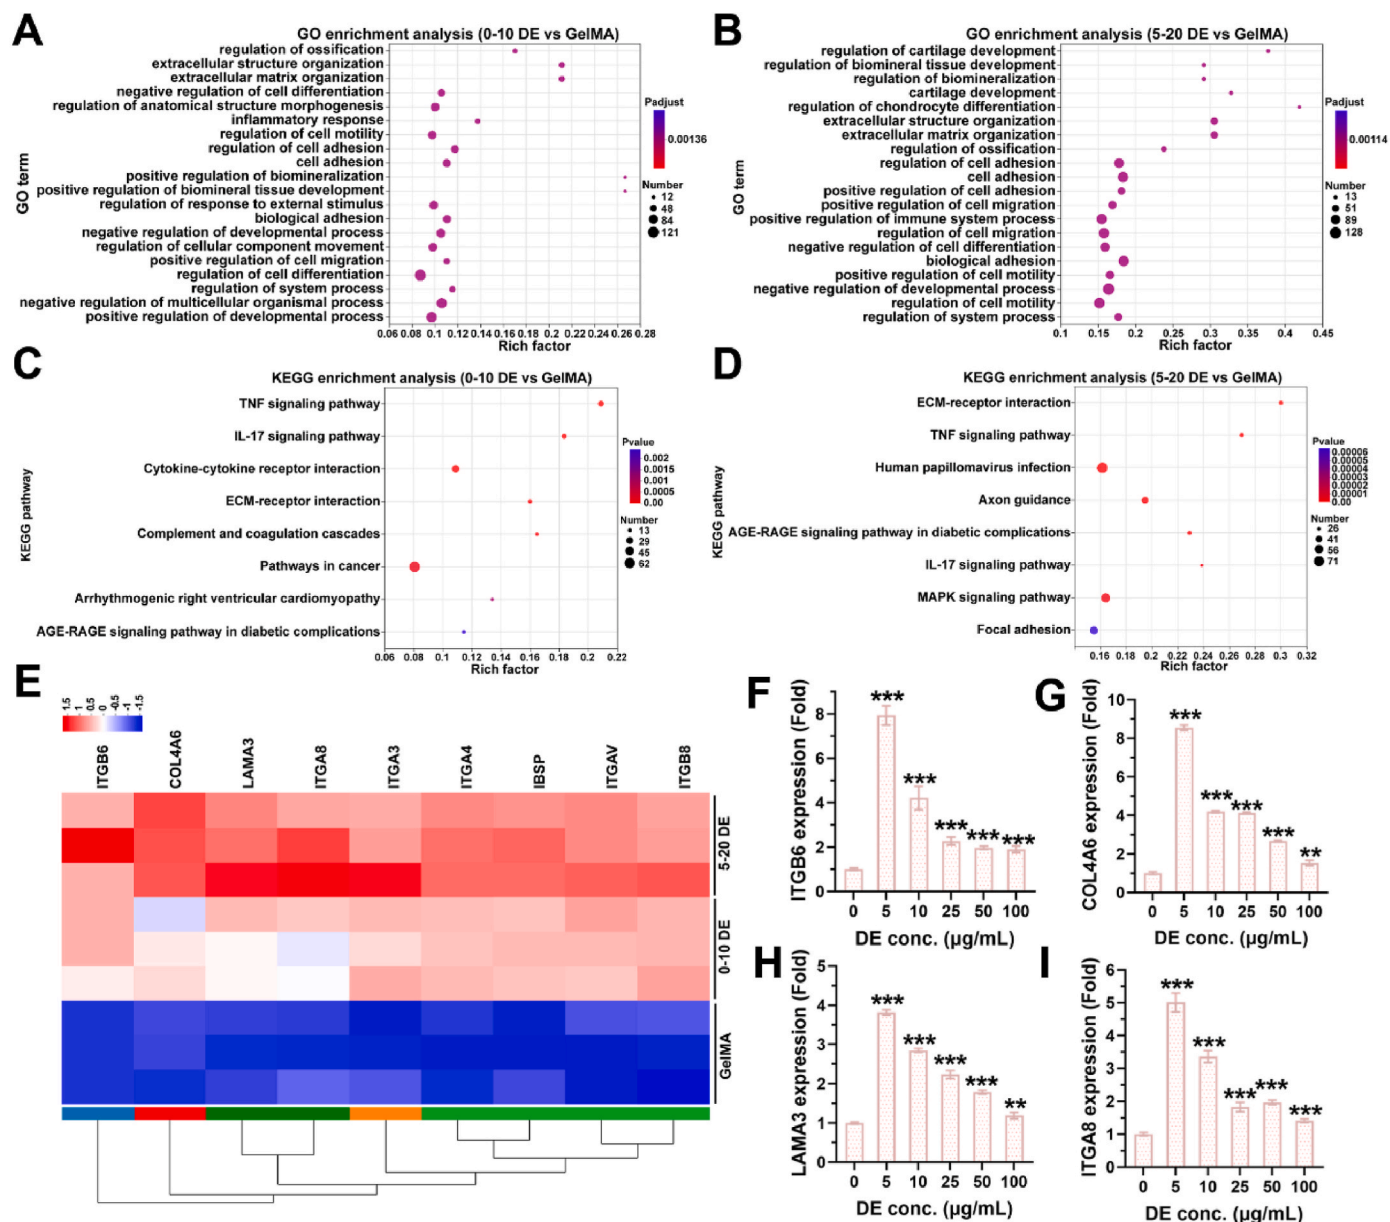 A
GO enrichment analysis (0-10 DE vs GelMA)
GO term
regulation of ossification
extracellular structure organization
extracellular matrix organization
negative regulation of cell differentiation
regulation of anatomical structure morphogenesis
inflammatory response
regulation of cell motility
regulation of cell adhesion
cell adhesion
positive regulation of biomineralization
positive regulation of biomineral tissue development
regulation of response to external stimulus
biological adhesion
negative regulation of developmental process
regulation of cellular component movement
positive regulation of cell migration
regulation of cell differentiation
regulation of system process
negative regulation of multicellular organismal process
positive regulation of developmental process
0.06 0.08 0.1 0.12 0.14 0.16 0.18 0.2 0.22 0.24 0.26 0.28
Rich factor
Padjust
0.00136
Number
12
48
84
121
B
GO enrichment analysis (5-20 DE vs GelMA)
GO term
regulation of cartilage development
regulation of biomineral tissue development
regulation of biomineralization
cartilage development
regulation of chondrocyte differentiation
extracellular structure organization
extracellular matrix organization
regulation of ossification
regulation of cell adhesion
cell adhesion
positive regulation of cell adhesion
positive regulation of cell migration
positive regulation of immune system process
regulation of cell migration
negative regulation of cell differentiation
biological adhesion
positive regulation of cell motility
negative regulation of developmental process
regulation of cell motility
regulation of system process
0.1 0.15 0.2 0.25 0.3 0.35 0.4 0.45
Rich factor
Padjust
0.00114
Number
13
51
89
128
C
KEGG enrichment analysis (0-10 DE vs GelMA)
KEGG pathway
TNF signaling pathway
IL-17 signaling pathway
Cytokine-cytokine receptor interaction
ECM-receptor interaction
Complement and coagulation cascades
Pathways in cancer
Arrhythmogenic right ventricular cardiomyopathy
AGE-RAGE signaling pathway in diabetic complications
0.06 0.08 0.1 0.12 0.14 0.16 0.18 0.2 0.22
Rich factor
Pvalue
0.002
0.0015
0.001
0.0005
0.00
Number
13
29
45
62
D
KEGG enrichment analysis (5-20 DE vs GelMA)
KEGG pathway
ECM-receptor interaction
TNF signaling pathway
Human papillomavirus infection
Axon guidance
AGE-RAGE signaling pathway in diabetic complications
IL-17 signaling pathway
MAPK signaling pathway
Focal adhesion
0.16 0.18 0.2 0.22 0.24 0.26 0.28 0.3 0.32
Rich factor
Pvalue
0.00006
0.00005
0.00004
0.00003
0.00002
0.00001
0.00
Number
26
41
56
71
E
1.5 1 0.5 0 -0.5 -1 -1.5
ITGB6 COL4A6 LAMA3 ITGA8 ITGA3 ITGA4 IBSP ITGAV ITGB8
5-20 DE
0-10 DE
GelMA
F
ITGB6 expression (Fold)
8
6
4
2
0
*** *** *** *** ***
0 5 10 25 50 100
DE conc. (µg/mL)
G
COL4A6 expression (Fold)
10
8
6
4
2
0
*** *** *** *** **
0 5 10 25 50 100
DE conc. (µg/mL)
H
LAMA3 expression (Fold)
5
4
3
2
1
0
*** *** *** *** **
0 5 10 25 50 100
DE conc. (µg/mL)
I
ITGA8 expression (Fold)
6
5
4
3
2
1
0
*** *** *** *** ***
0 5 10 25 50 100
DE conc. (µg/mL)